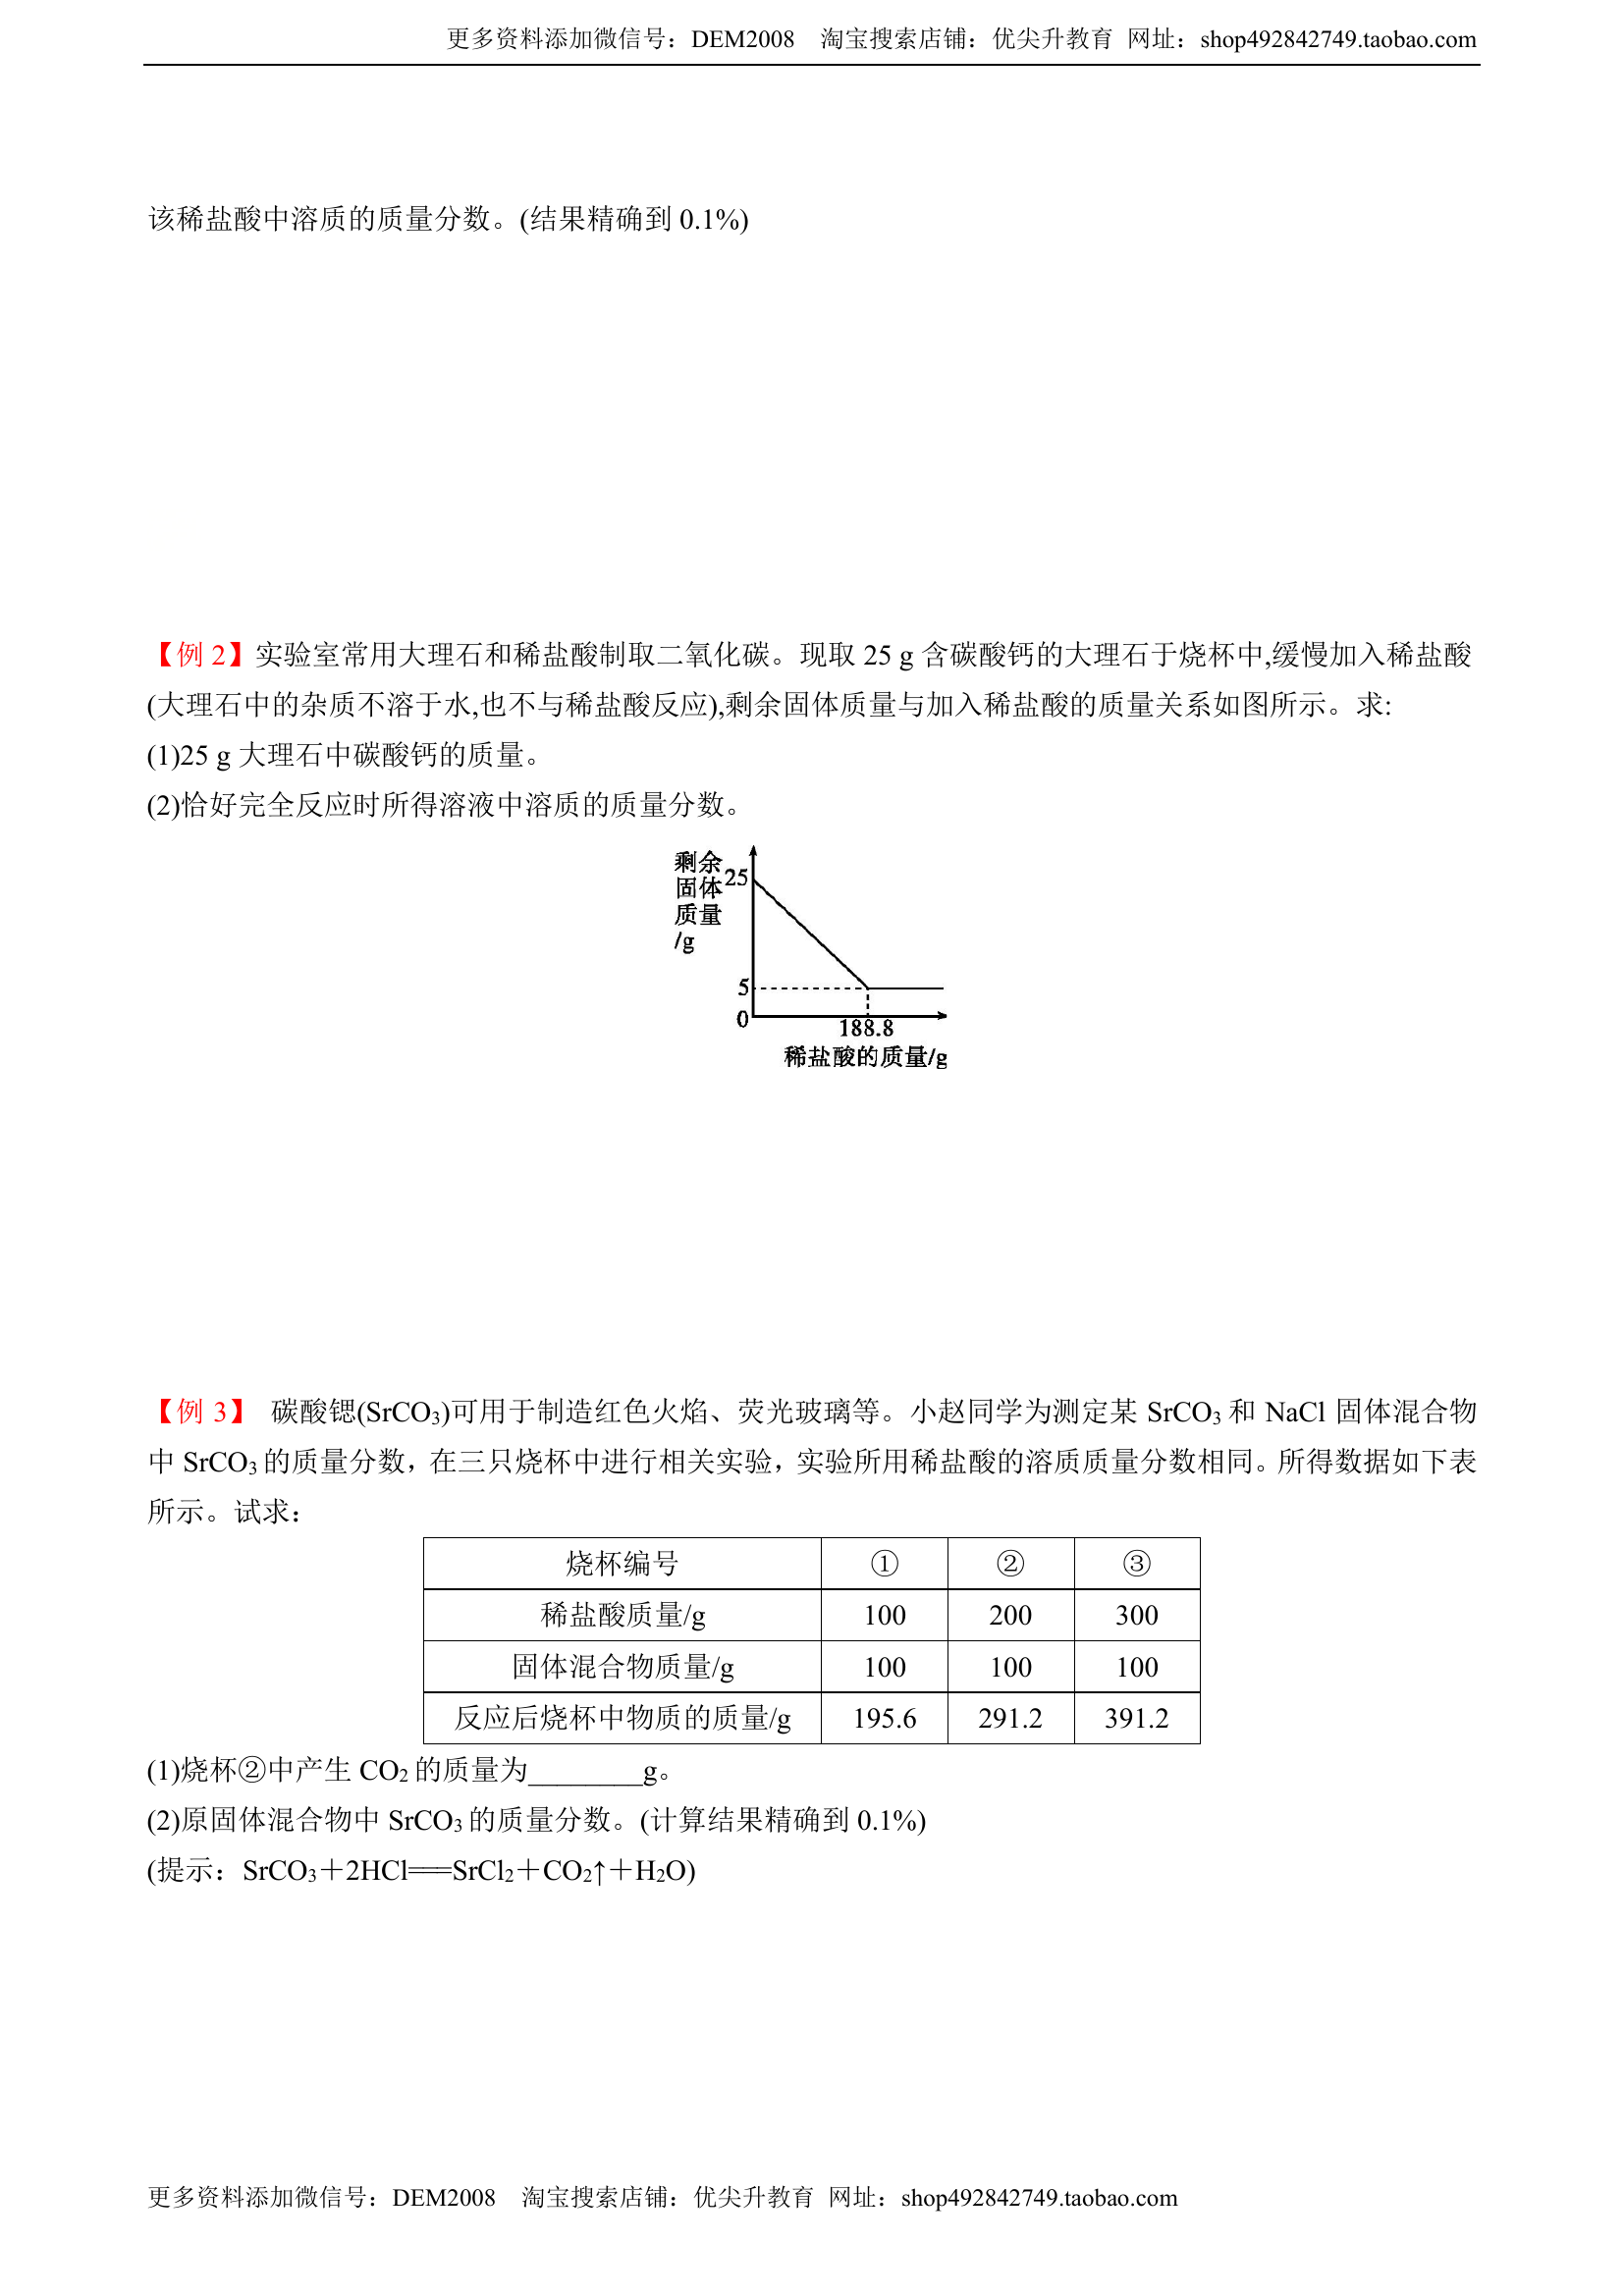 更多资料添加微信号：DEM2008　淘宝搜索店铺：优尖升教育 网址：shop492842749.taobao.com
该稀盐酸中溶质的质量分数。(结果精确到 0.1%)
【例 2】实验室常用大理石和稀盐酸制取二氧化碳。现取 25 g 含碳酸钙的大理石于烧杯中,缓慢加入稀盐酸
(大理石中的杂质不溶于水,也不与稀盐酸反应),剩余固体质量与加入稀盐酸的质量关系如图所示。求:
(1)25 g 大理石中碳酸钙的质量。
(2)恰好完全反应时所得溶液中溶质的质量分数。
剩余
固体
质量
/g
25
5
0
188.8
稀盐酸的质量/g
【例 3】 碳酸锶(SrCO₃)可用于制造红色火焰、荧光玻璃等。小赵同学为测定某 SrCO₃ 和 NaCl 固体混合物
中 SrCO₃ 的质量分数，在三只烧杯中进行相关实验，实验所用稀盐酸的溶质质量分数相同。所得数据如下表
所示。试求：
烧杯编号 ① ② ③
稀盐酸质量/g 100 200 300
固体混合物质量/g 100 100 100
反应后烧杯中物质的质量/g 195.6 291.2 391.2
(1)烧杯②中产生 CO₂ 的质量为________g。
(2)原固体混合物中 SrCO₃ 的质量分数。(计算结果精确到 0.1%)
(提示：SrCO₃＋2HCl===SrCl₂＋CO₂↑＋H₂O)
更多资料添加微信号：DEM2008　淘宝搜索店铺：优尖升教育 网址：shop492842749.taobao.com